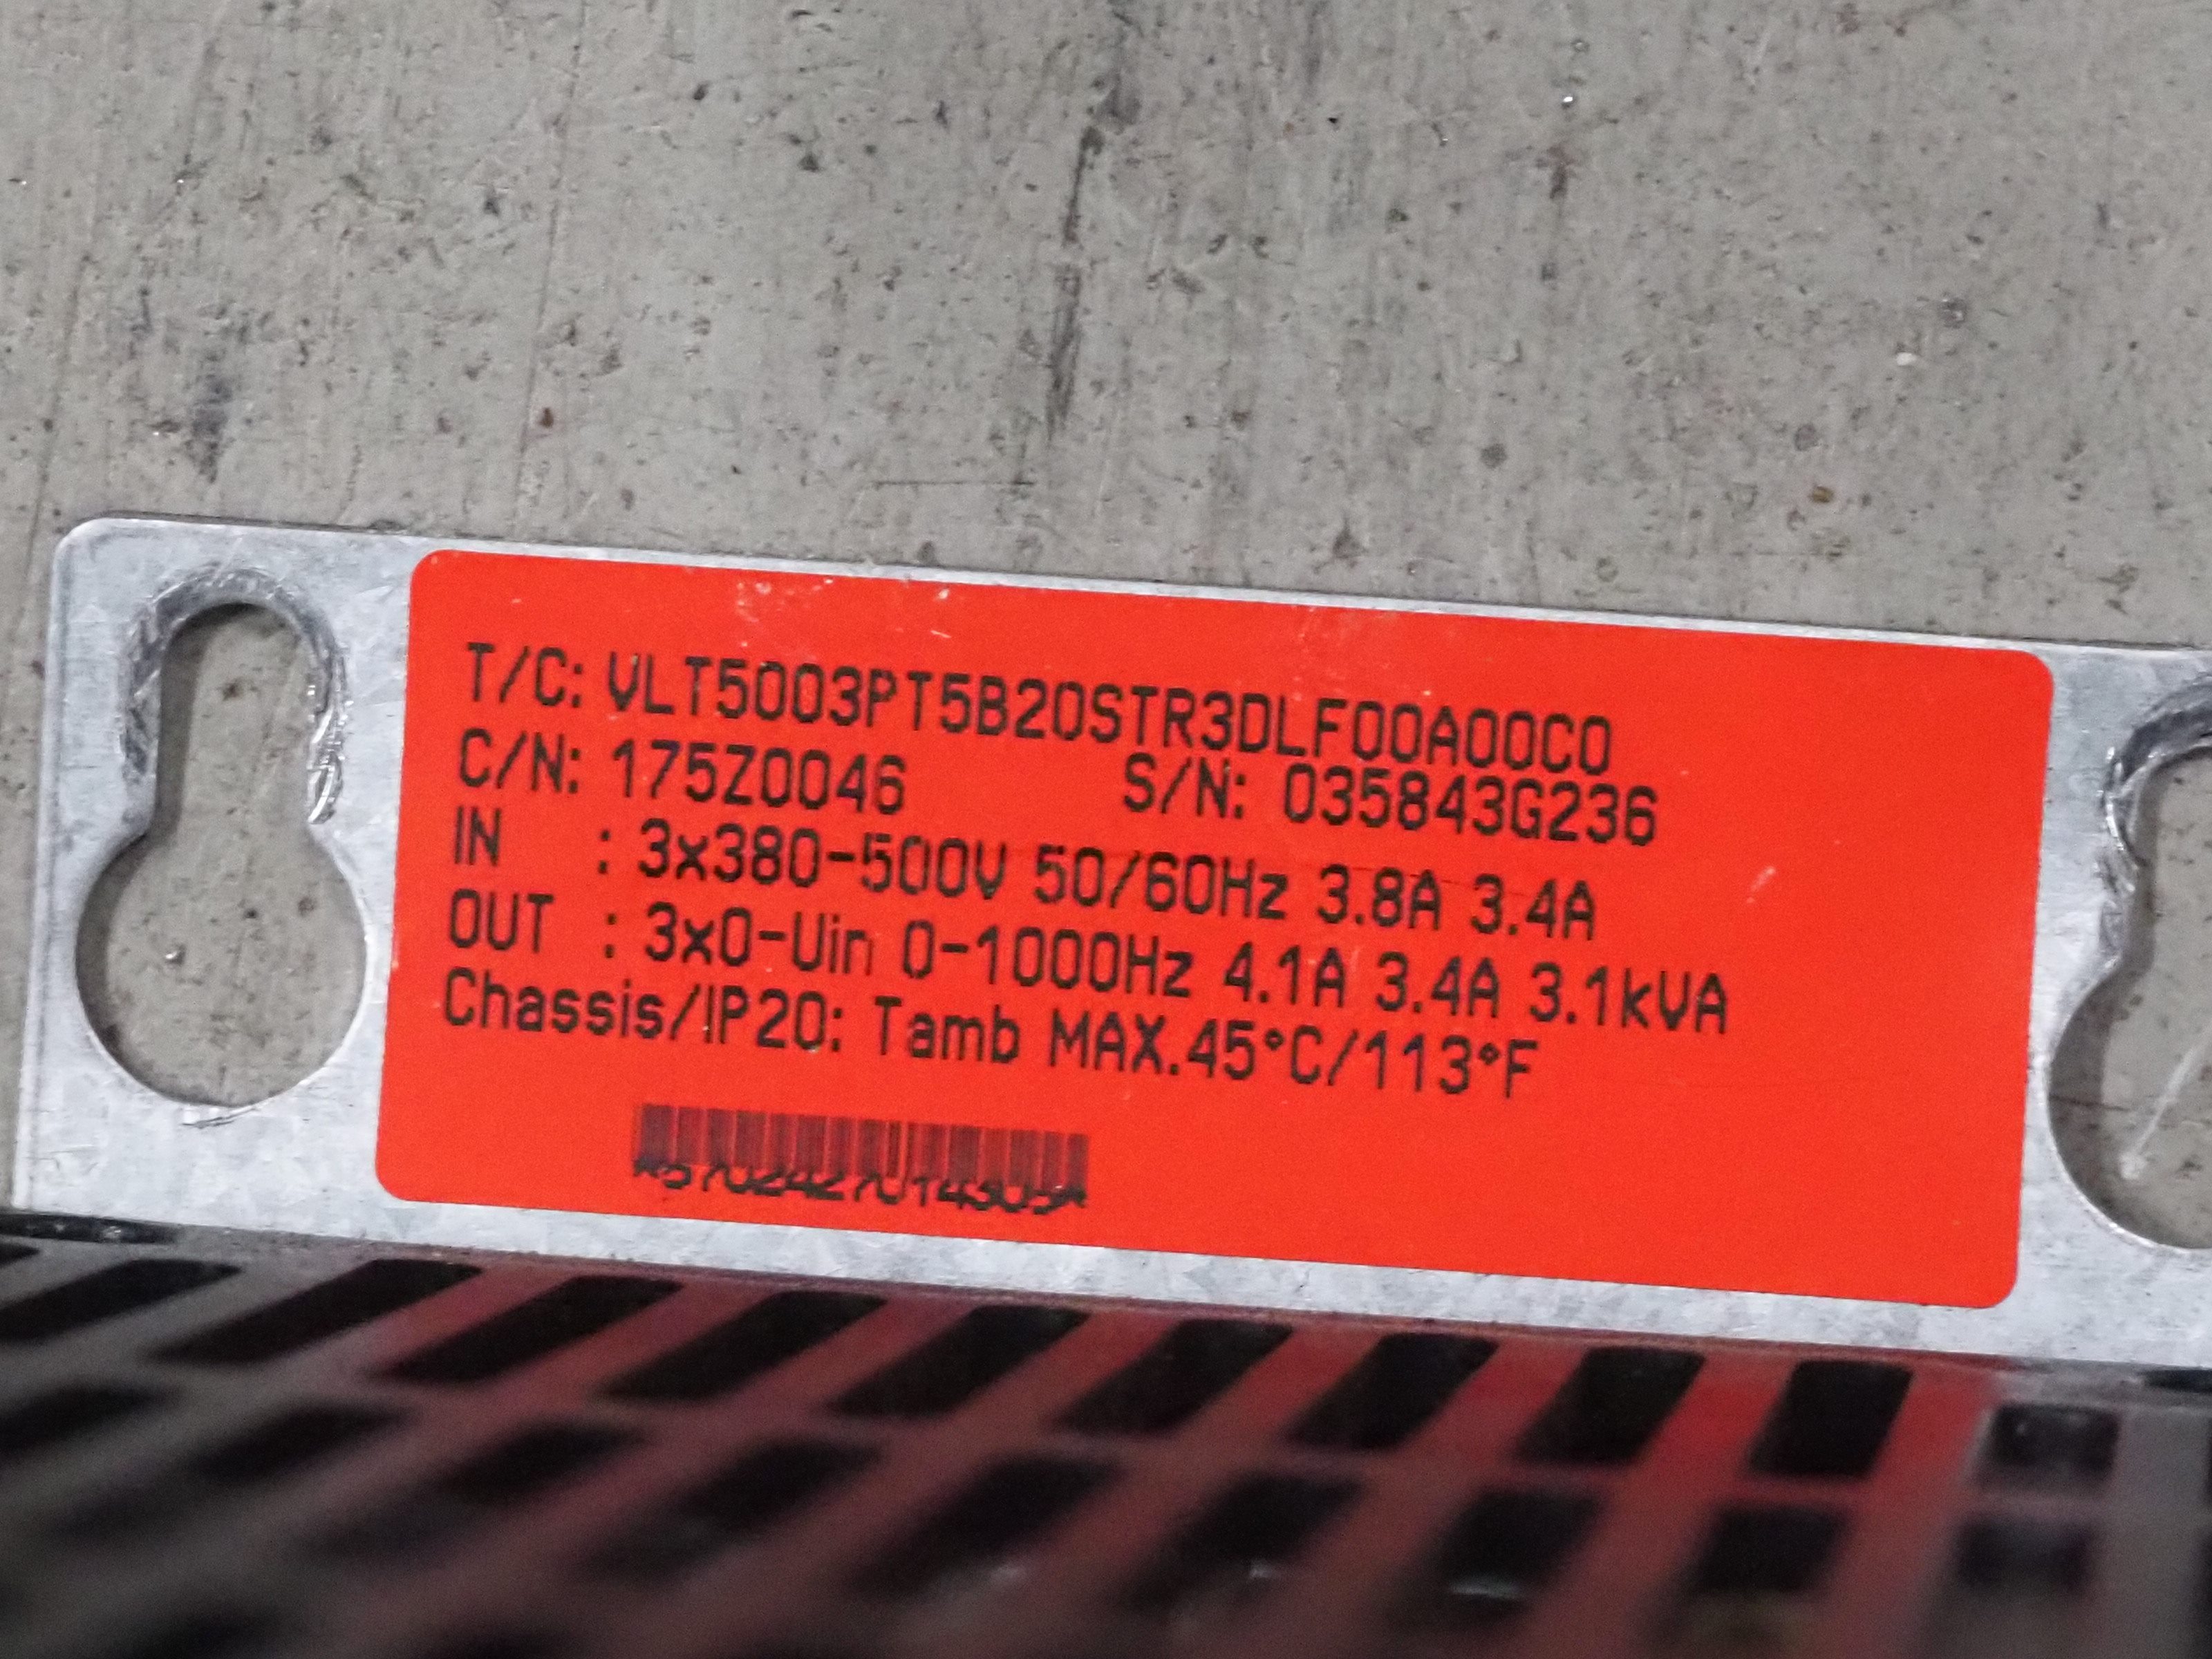 T/C: VLT5003PT5B20STR3DLF00A00C0
C/N: 175Z0046 S/N: 035843G236
IN : 3x380-500V 50/60Hz 3.8A 3.4A
OUT : 3x0-Uin 0-1000Hz 4.1A 3.4A 3.1kVA
Chassis/IP20: Tamb MAX.45°C/113°F